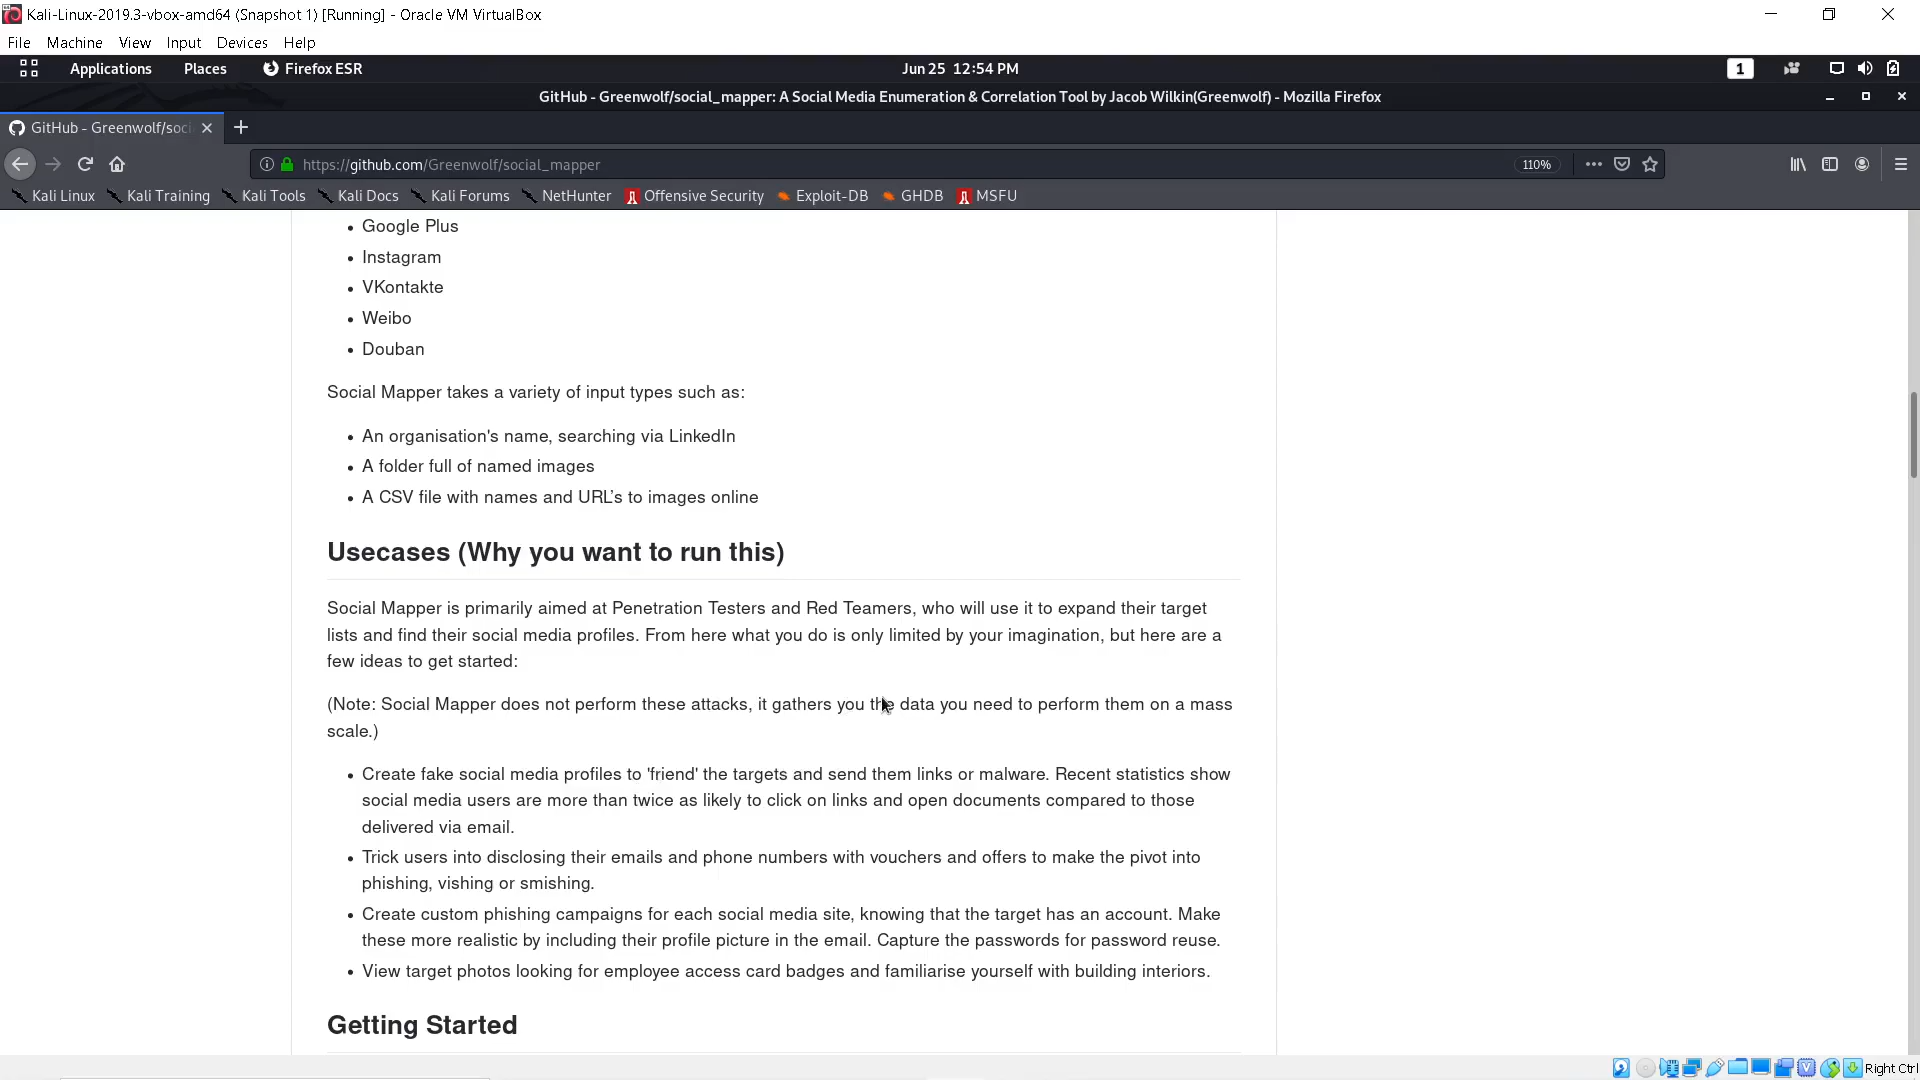 Kali-Linux-2019.3-vbox-amd64 (Snapshot 1) [Running] - Oracle VM VirtualBox
File Machine View Input Devices Help
Applications Places Firefox ESR Jun 25 12:54 PM 1
GitHub - Greenwolf/social_mapper: A Social Media Enumeration & Correlation Tool by Jacob Wilkin(Greenwolf) - Mozilla Firefox
GitHub - Greenwolf/soci
https://github.com/Greenwolf/social_mapper 110%
Kali Linux Kali Training Kali Tools Kali Docs Kali Forums NetHunter Offensive Security Exploit-DB GHDB MSFU
• Google Plus
• Instagram
• VKontakte
• Weibo
• Douban
Social Mapper takes a variety of input types such as:
• An organisation's name, searching via LinkedIn
• A folder full of named images
• A CSV file with names and URL’s to images online
Usecases (Why you want to run this)
Social Mapper is primarily aimed at Penetration Testers and Red Teamers, who will use it to expand their target
lists and find their social media profiles. From here what you do is only limited by your imagination, but here are a
few ideas to get started:
(Note: Social Mapper does not perform these attacks, it gathers you the data you need to perform them on a mass
scale.)
• Create fake social media profiles to 'friend' the targets and send them links or malware. Recent statistics show
social media users are more than twice as likely to click on links and open documents compared to those
delivered via email.
• Trick users into disclosing their emails and phone numbers with vouchers and offers to make the pivot into
phishing, vishing or smishing.
• Create custom phishing campaigns for each social media site, knowing that the target has an account. Make
these more realistic by including their profile picture in the email. Capture the passwords for password reuse.
• View target photos looking for employee access card badges and familiarise yourself with building interiors.
Getting Started
Right Ctrl